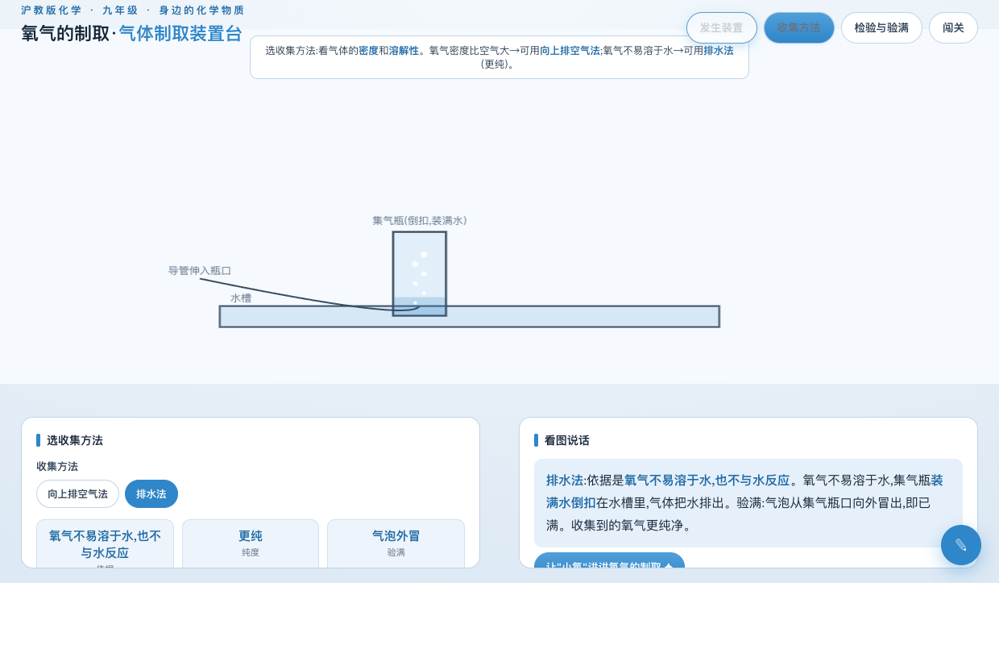 沪教版化学 · 九年级 · 身边的化学物质
氧气的制取·气体制取装置台
发生装置
收集方法
检验与验满
闯关
选收集方法:看气体的密度和溶解性。氧气密度比空气大→可用向上排空气法;氧气不易溶于水→可用排水法
(更纯)。
集气瓶(倒扣,装满水)
导管伸入瓶口
水槽
选收集方法
收集方法
向上排空气法
排水法
氧气不易溶于水,也不
与水反应
更纯
纯度
气泡外冒
验满
看图说话
排水法:依据是氧气不易溶于水,也不与水反应。氧气不易溶于水,集气瓶装
满水倒扣在水槽里,气体把水排出。验满:气泡从集气瓶口向外冒出,即已
满。收集到的氧气更纯净。
让"小氧"讲讲氧气的制取 ✦